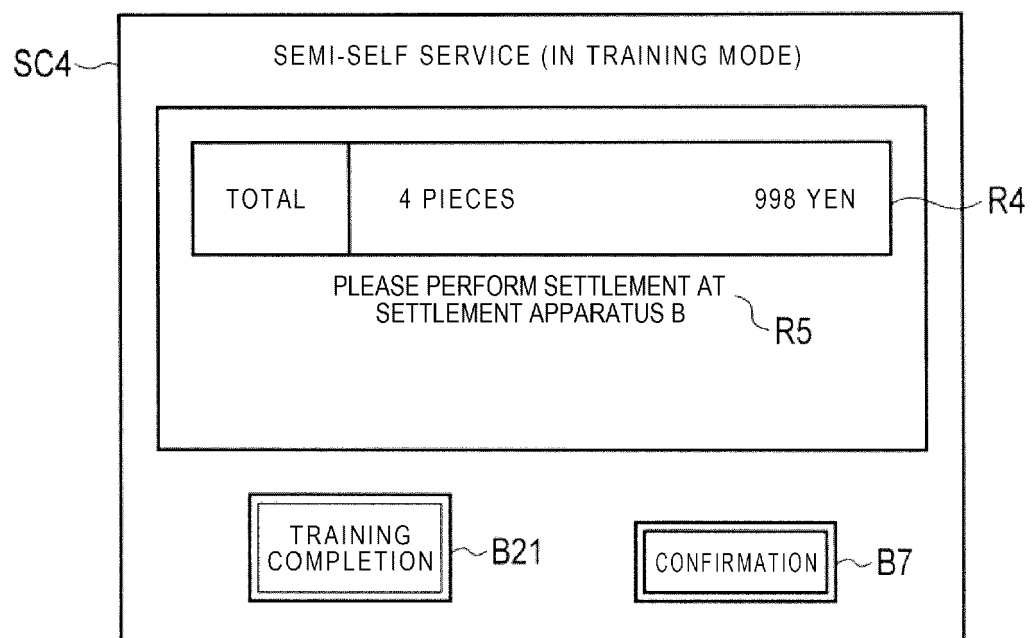 SEMI-SELF SERVICE (IN TRAINING MODE)
SC4
TOTAL 4 PIECES 998 YEN
R4
PLEASE PERFORM SETTLEMENT AT
SETTLEMENT APPARATUS B
R5
TRAINING
COMPLETION
B21
CONFIRMATION
B7